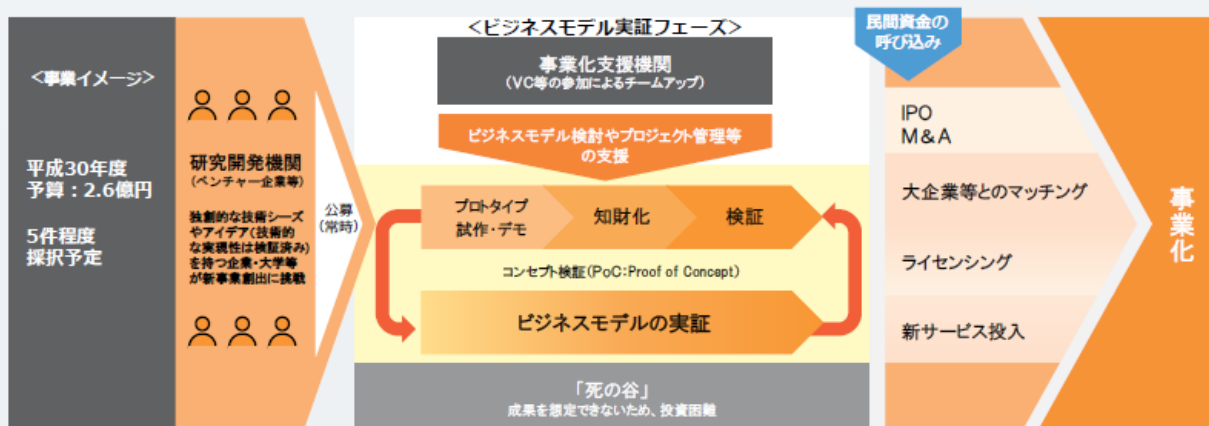 <事業イメージ>
平成30年度
予算：2.6億円
5件程度
採択予定
研究開発機関
(ベンチャー企業等)
独創的な技術シーズ
やアイデア(技術的
な実現性は検証済み)
を持つ企業・大学等
が新事業創出に挑戦
公募
(常時)
<ビジネスモデル実証フェーズ>
事業化支援機関
(VC等の参加によるチームアップ)
ビジネスモデル検討やプロジェクト管理等
の支援
プロトタイプ
試作・デモ
知財化
検証
コンセプト検証(PoC:Proof of Concept)
ビジネスモデルの実証
「死の谷」
成果を想定できないため、投資困難
民間資金の
呼び込み
IPO
M&A
大企業等とのマッチング
ライセンシング
新サービス投入
事業化